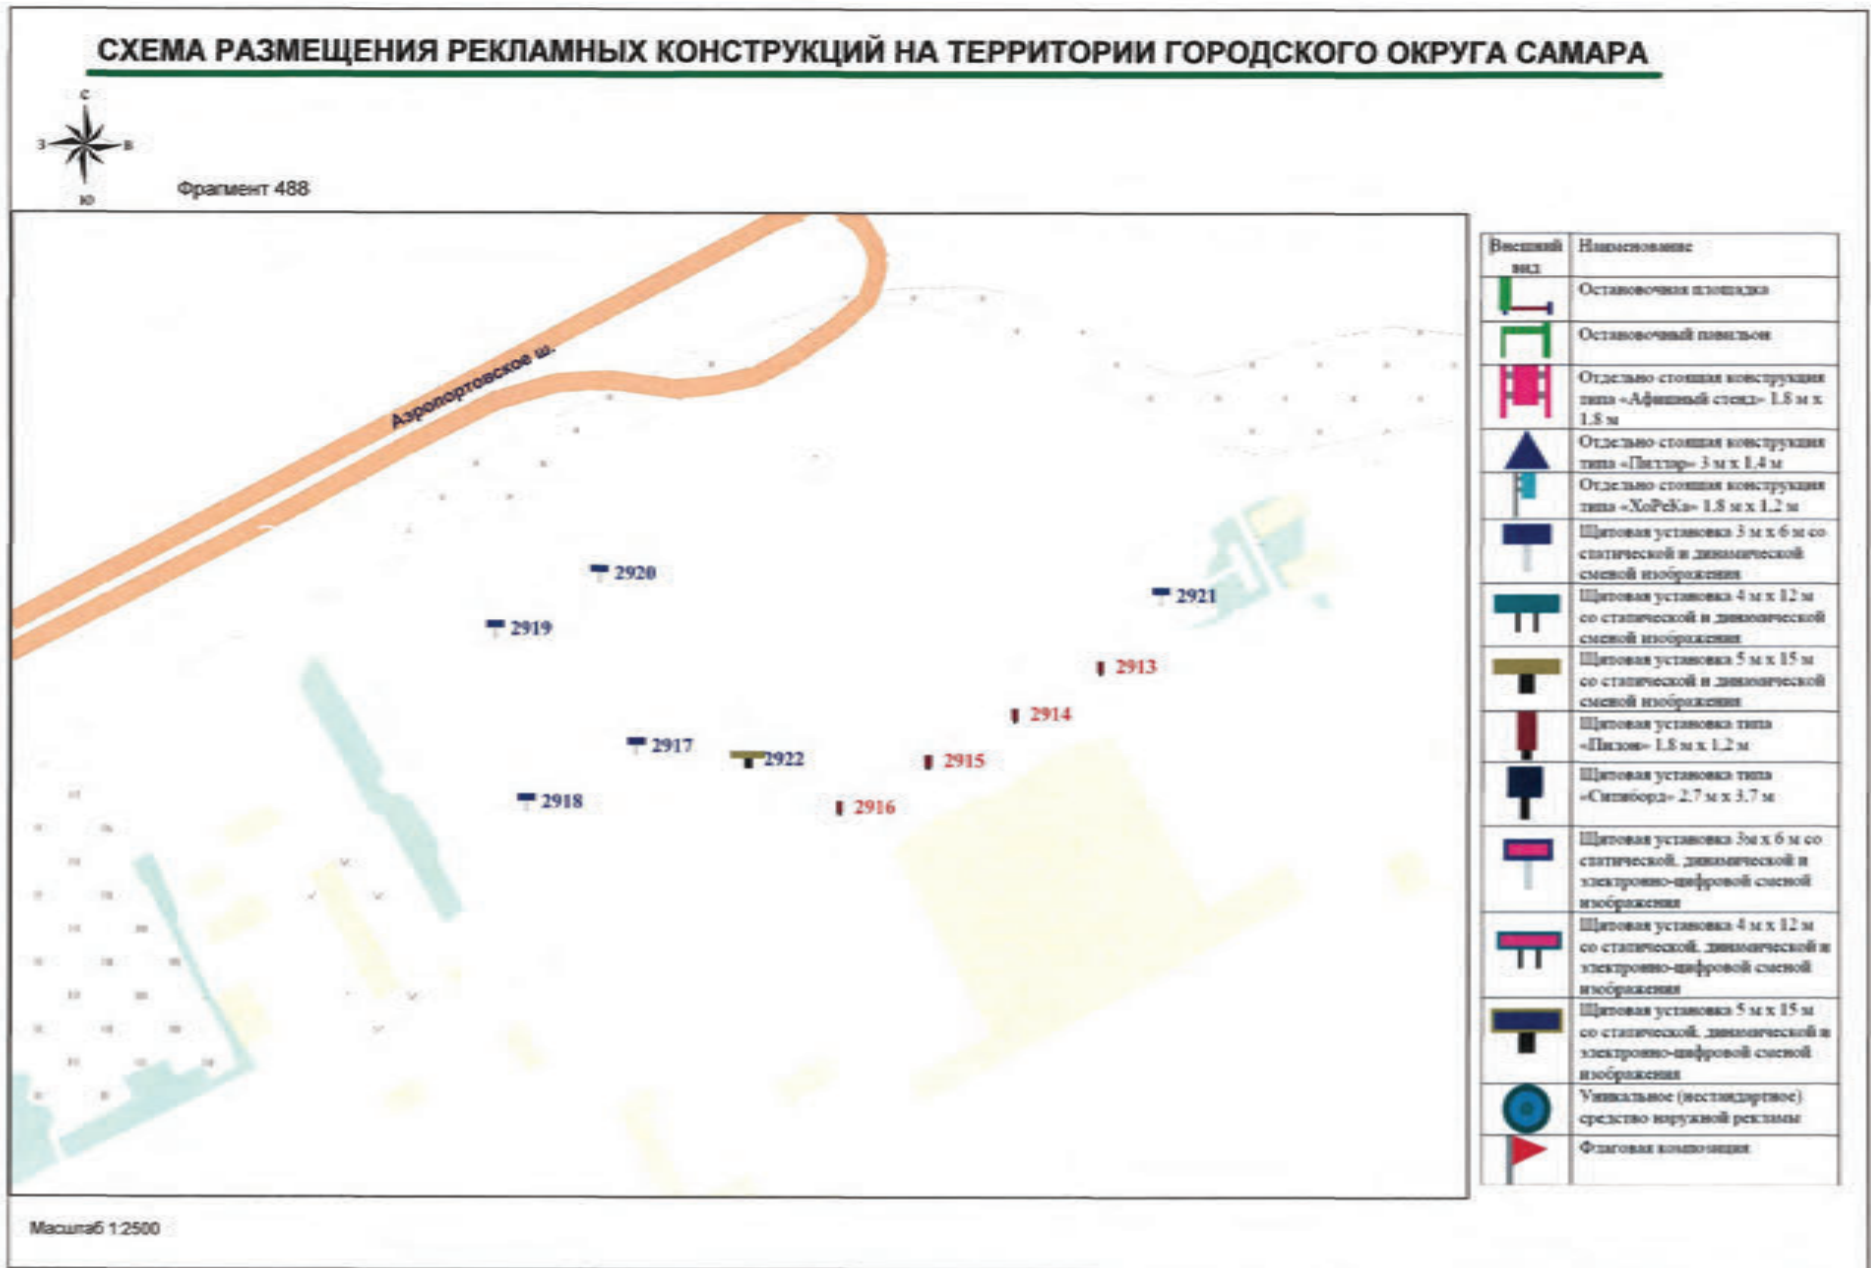 СХЕМА РАЗМЕЩЕНИЯ РЕКЛАМНЫХ КОНСТРУКЦИЙ НА ТЕРРИТОРИИ ГОРОДСКОГО ОКРУГА САМАРА
С
З
В
Ю
Фрагмент 488
Аэропортовское ш.
2920
2921
2919
2913
2914
2917
2922
2915
2918
2916
Внешний вид
Наименование
Остановочная площадка
Остановочный павильон
Отдельно стоящая конструкция
типа «Афишный стенд» 1.8 м х
1.8 м
Отдельно стоящая конструкция
типа «Пиллар» 3 м х 1,4 м
Отдельно стоящая конструкция
типа «ХоРеКа» 1.8 м х 1.2 м
Щитовая установка 3 м х 6 м со
статической и динамической
сменой изображения
Щитовая установка 4 м х 12 м
со статической и динамической
сменой изображения
Щитовая установка 5 м х 15 м
со статической и динамической
сменой изображения
Щитовая установка типа
«Пилон» 1.8 м х 1.2 м
Щитовая установка типа
«Ситиборд» 2.7 м х 3.7 м
Щитовая установка 3м х 6 м со
статической, динамической и
электронно-цифровой сменой
изображения
Щитовая установка 4 м х 12 м
со статической, динамической и
электронно-цифровой сменой
изображения
Щитовая установка 5 м х 15 м
со статической, динамической и
электронно-цифровой сменой
изображения
Уникальное (нестандартное)
средство наружной рекламы
Флаговая композиция
Масштаб 1:2500